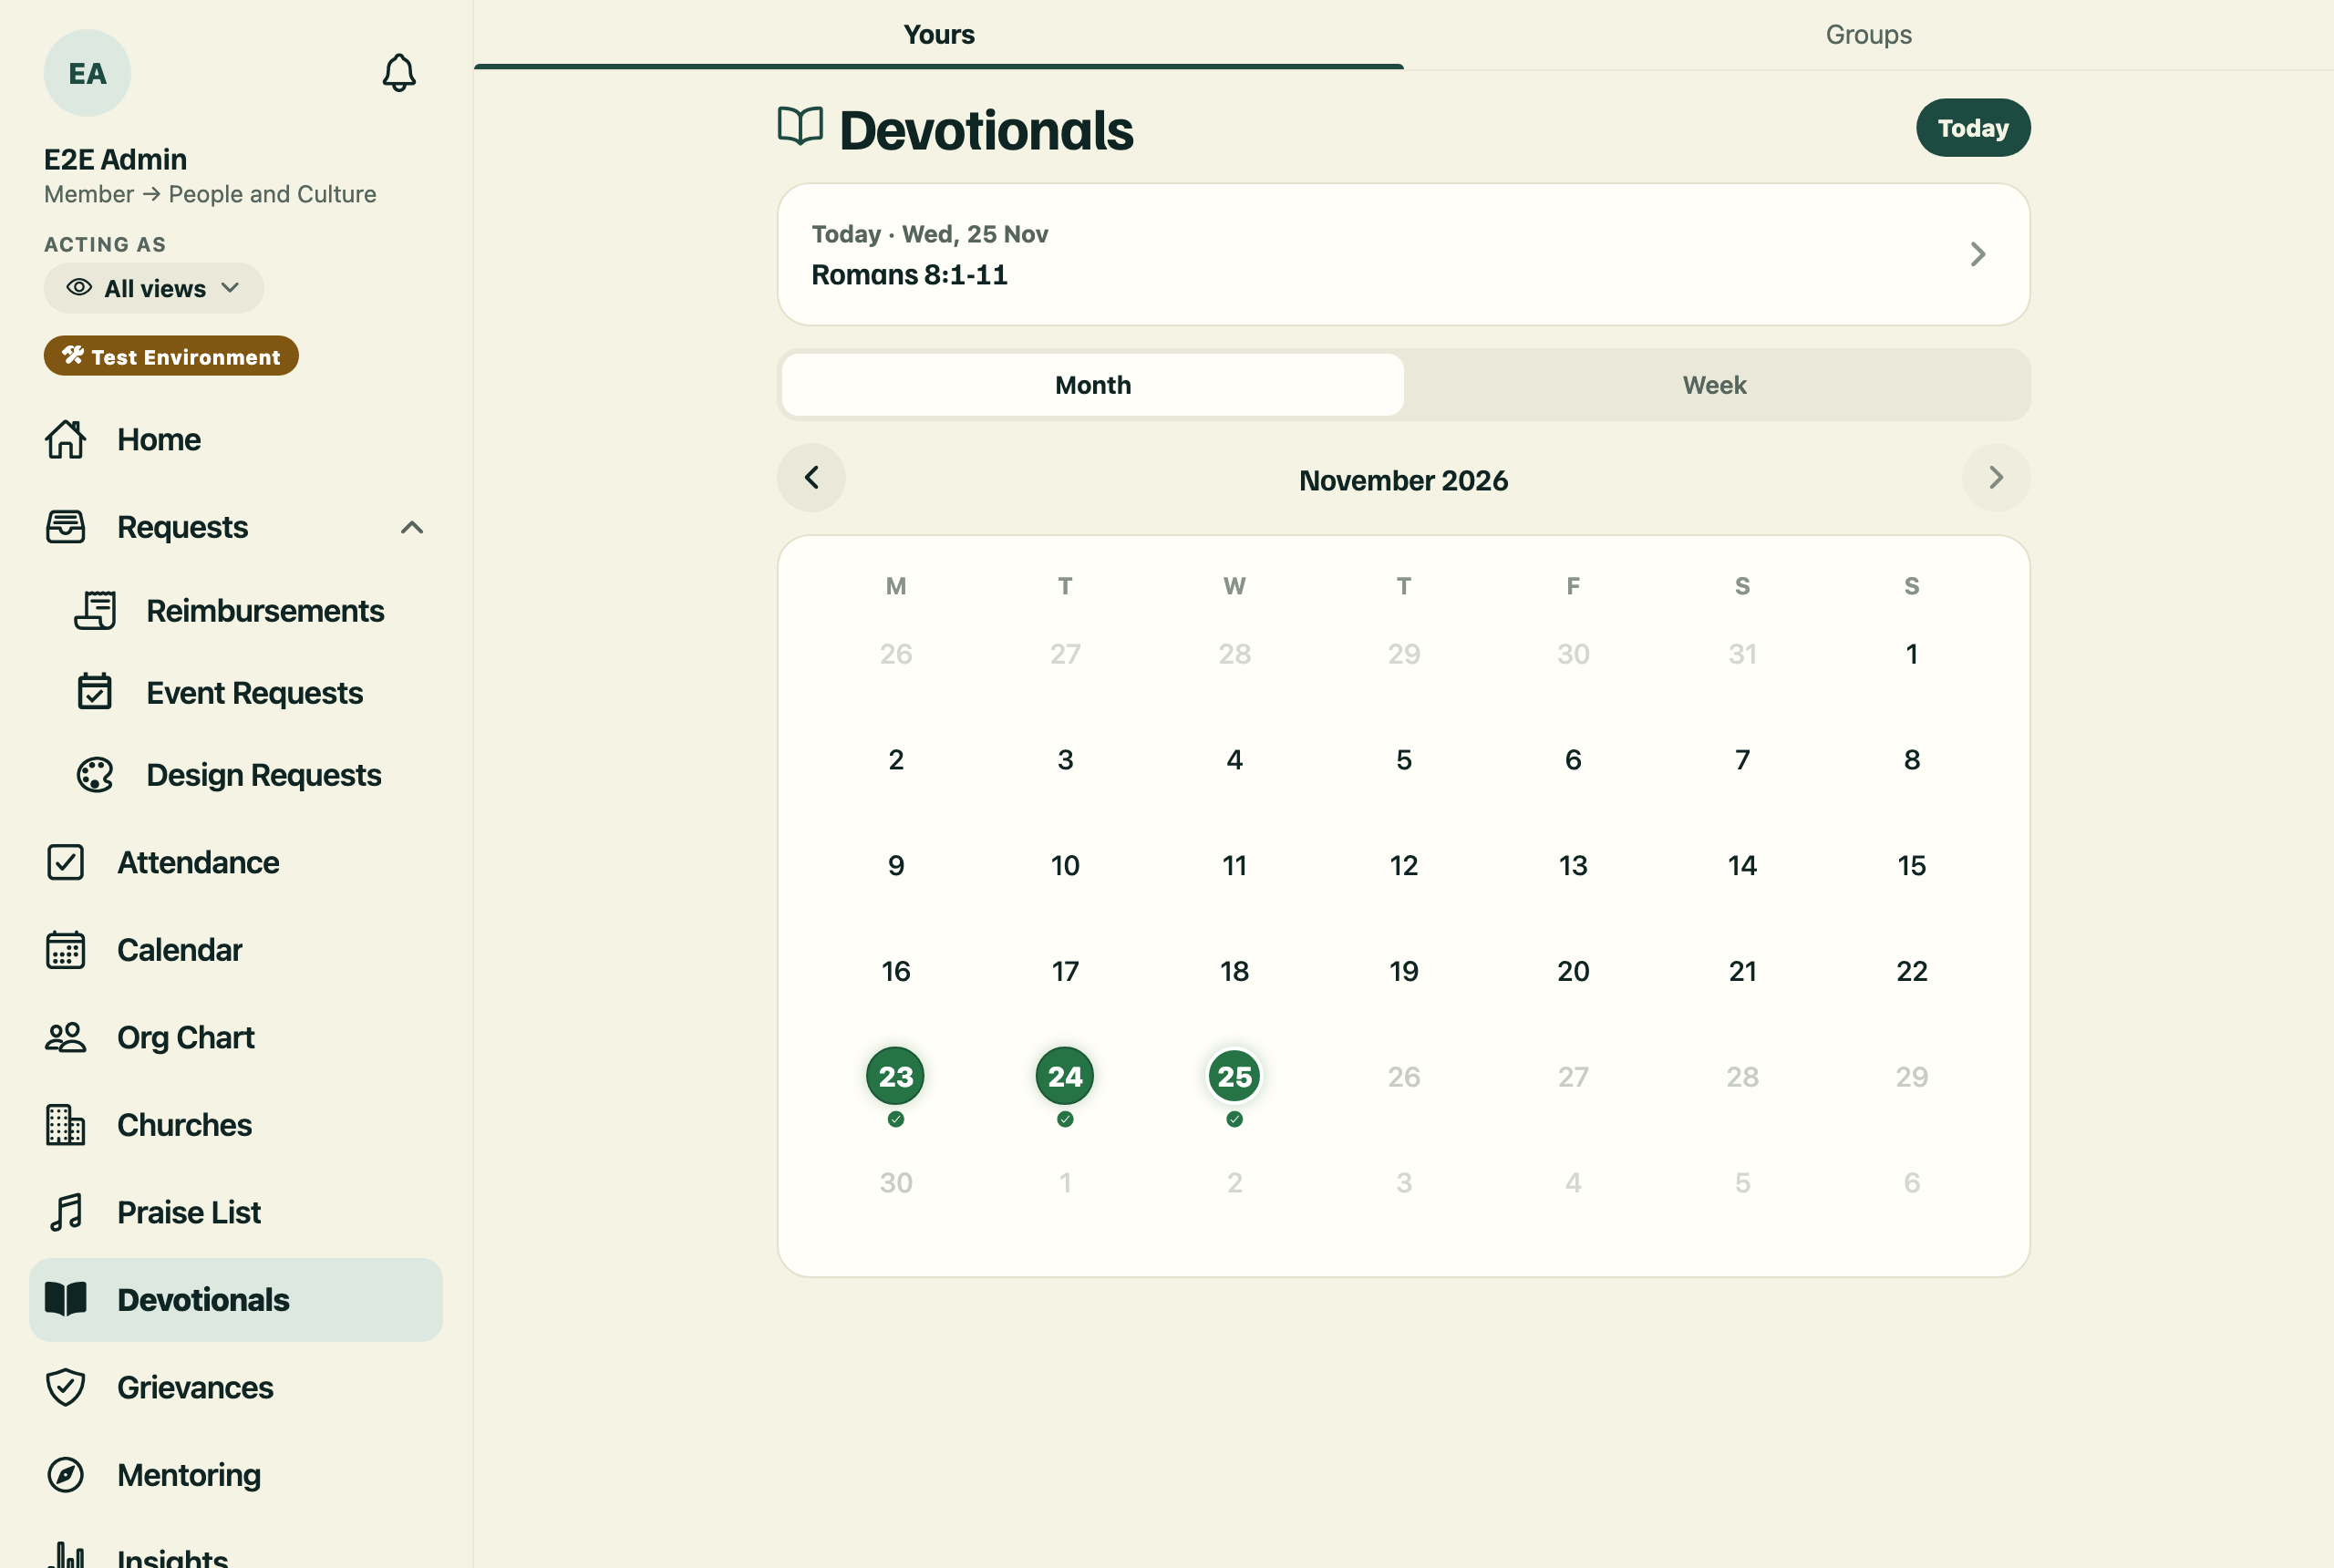 EA
E2E Admin
Member → People and Culture
ACTING AS
All views
Test Environment
Home
Requests
Reimbursements
Event Requests
Design Requests
Attendance
Calendar
Org Chart
Churches
Praise List
Devotionals
Grievances
Mentoring
Insights
Yours
Groups
Devotionals
Today
Today · Wed, 25 Nov
Romans 8:1-11
Month
Week
November 2026
M T W T F S S
26 27 28 29 30 31 1
2 3 4 5 6 7 8
9 10 11 12 13 14 15
16 17 18 19 20 21 22
23 24 25 26 27 28 29
30 1 2 3 4 5 6